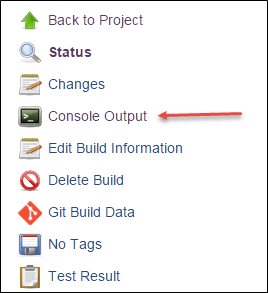 Back to Project
Status
Changes
Console Output
Edit Build Information
Delete Build
Git Build Data
No Tags
Test Result